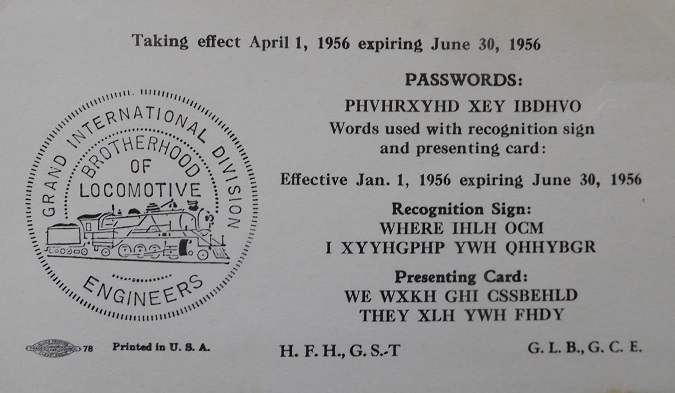 Taking effect April 1, 1956 expiring June 30, 1956
PASSWORDS:
PHVHRXYHD XEY IBDHVO
Words used with recognition sign
and presenting card:
Effective Jan. 1, 1956 expiring June 30, 1956
Recognition Sign:
WHERE IHLH OCM
I XYYHGPHP YWH QHHYBGR
Presenting Card:
WE WXKH GHI CSSBEHLD
THEY XLH YWH FHDY
GRAND INTERNATIONAL DIVISION
BROTHERHOOD
OF
LOCOMOTIVE
ENGINEERS
78
Printed in U. S. A.
H. F. H., G. S.-T
G. L. B., G. C. E.